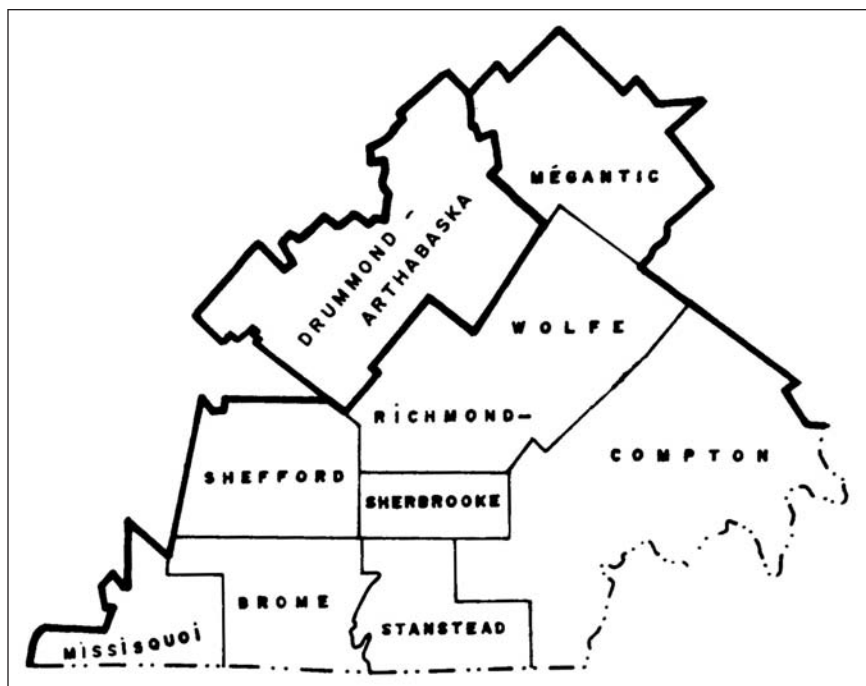 MÉGANTIC
DRUMMOND -
ARTHABASKA
WOLFE
RICHMOND-
COMPTON
SHEFFORD
SHERBROOKE
BROME
STANSTEAD
MISSISQUOI